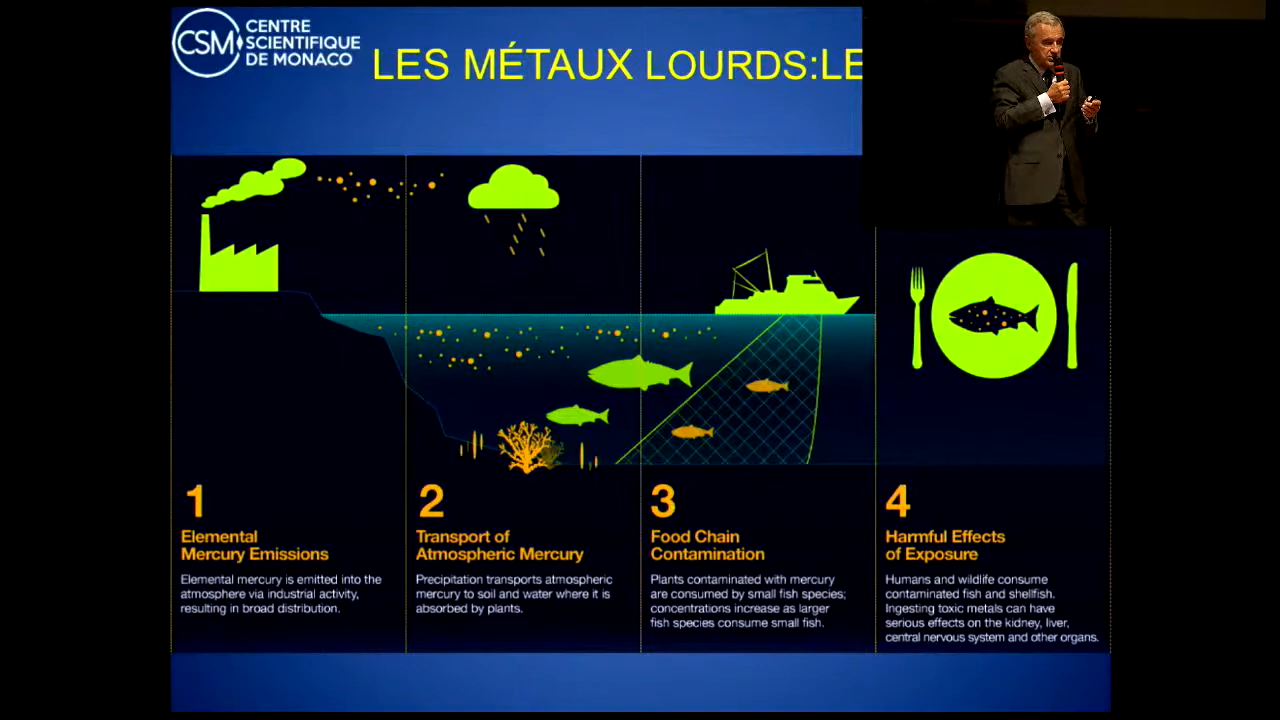 CSM
CENTRE
SCIENTIFIQUE
DE MONACO
LES MÉTAUX LOURDS:LE
1
Elemental
Mercury Emissions
Elemental mercury is emitted into the
atmosphere via industrial activity,
resulting in broad distribution.
2
Transport of
Atmospheric Mercury
Precipitation transports atmospheric
mercury to soil and water where it is
absorbed by plants.
3
Food Chain
Contamination
Plants contaminated with mercury
are consumed by small fish species;
concentrations increase as larger
fish species consume small fish.
4
Harmful Effects
of Exposure
Humans and wildlife consume
contaminated fish and shellfish.
Ingesting toxic metals can have
serious effects on the kidney, liver,
central nervous system and other organs.